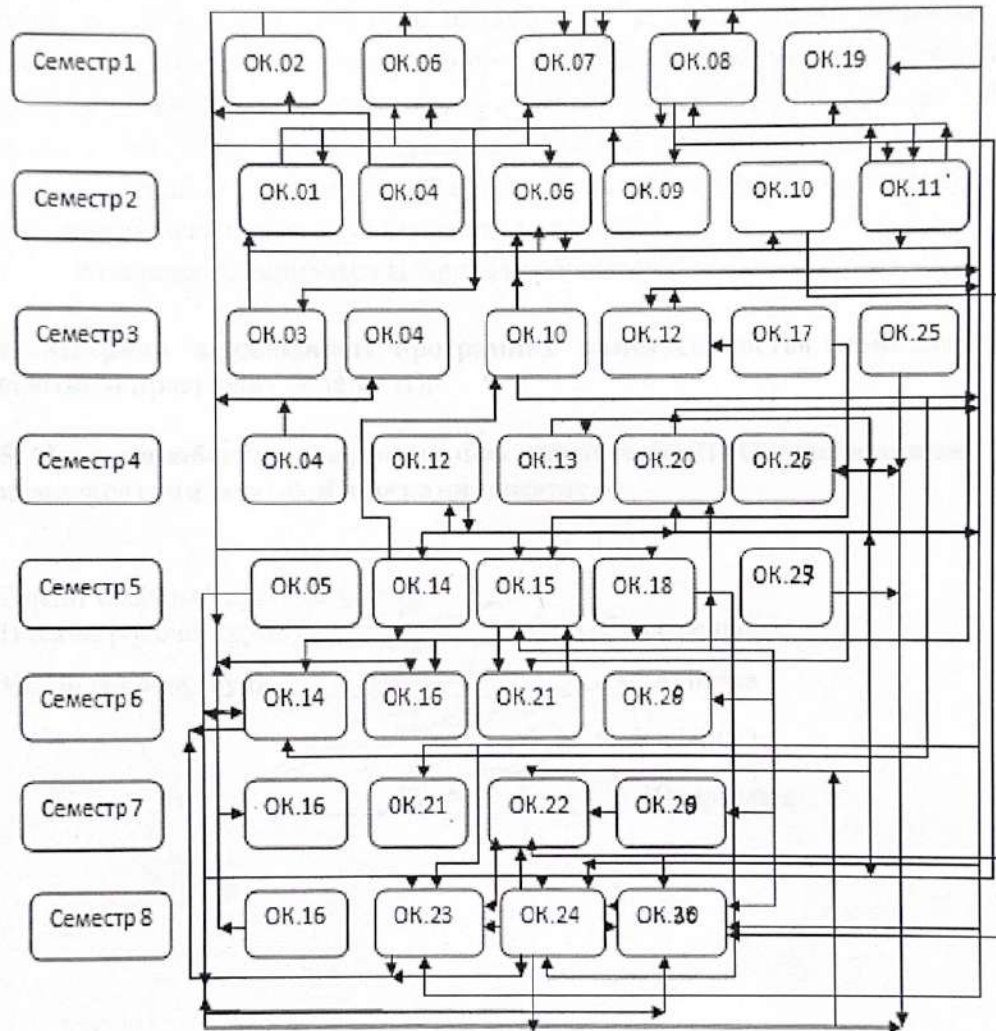 Семестр 1
ОК.02 ОК.06 ОК.07 ОК.08 ОК.19
Семестр 2
ОК.01 ОК.04 ОК.06 ОК.09 ОК.10 ОК.11
Семестр 3
ОК.03 ОК.04 ОК.10 ОК.12 ОК.17 ОК.25
Семестр 4
ОК.04 ОК.12 ОК.13 ОК.20
Семестр 5
ОК.05 ОК.14 ОК.15 ОК.18
Семестр 6
ОК.14 ОК.16 ОК.21
Семестр 7
ОК.16 ОК.21 ОК.22
Семестр 8
ОК.16 ОК.23 ОК.24